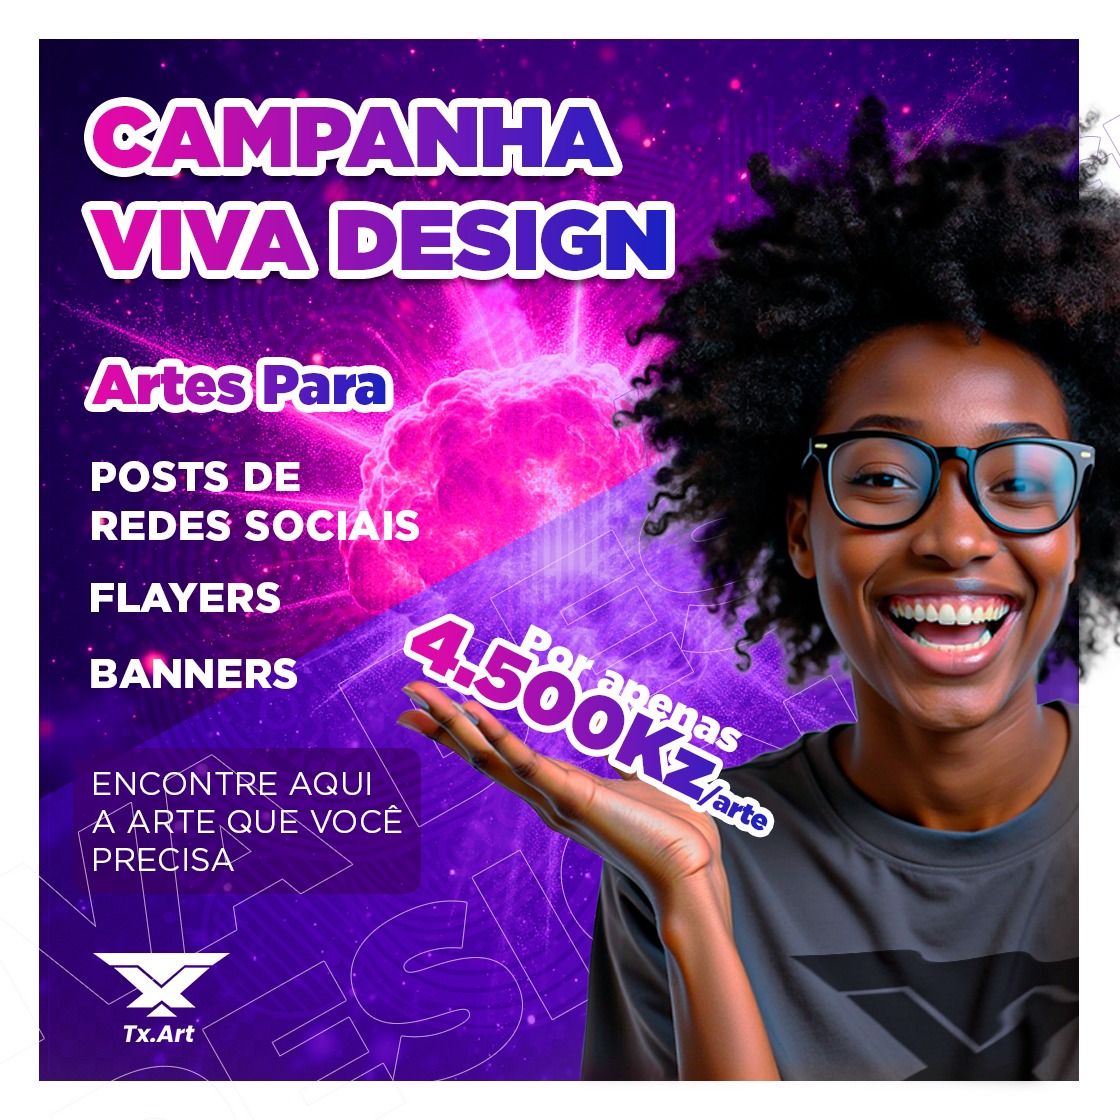 CAMPANHA
VIVA DESIGN
Artes Para
POSTS DE
REDES SOCIAIS
FLAYERS
BANNERS
Por apenas
4.500KZ/arte
ENCONTRE AQUI
A ARTE QUE VOCÊ
PRECISA
Tx.Art